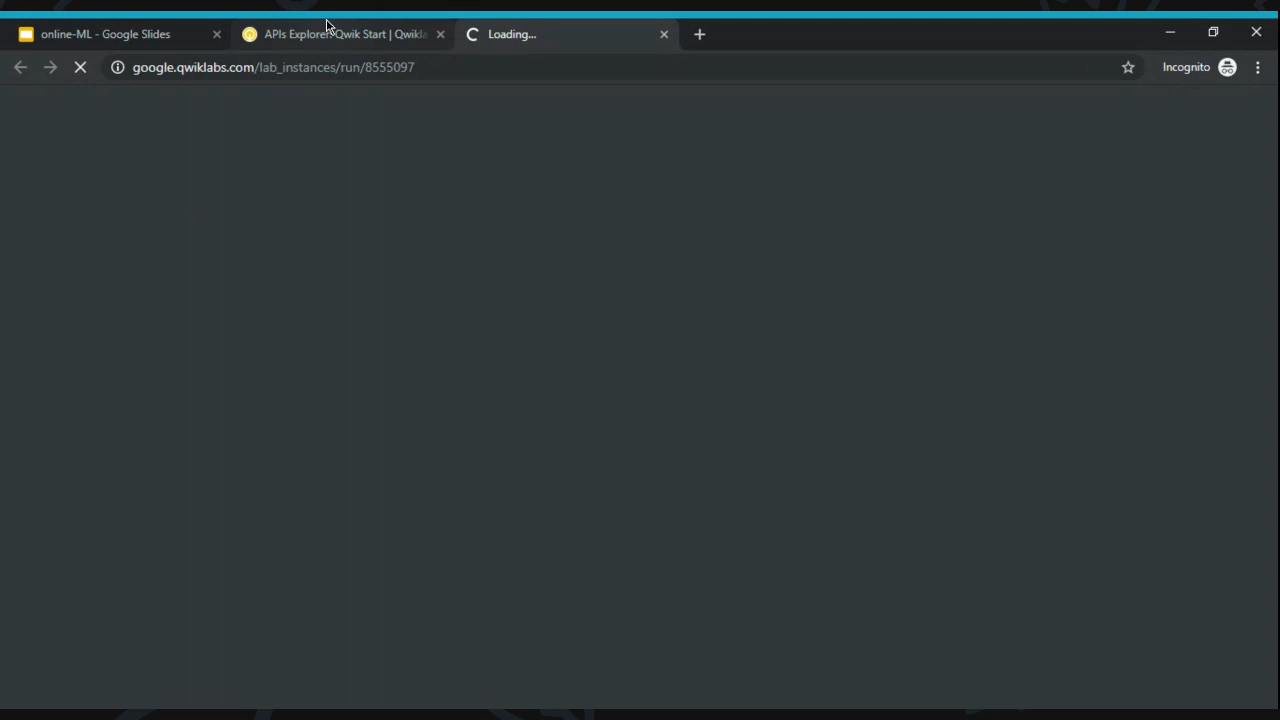 online-ML - Google Slides
APIs Explorer Qwik Start | Qwikla
Loading...
google.qwiklabs.com/lab_instances/run/8555097
Incognito